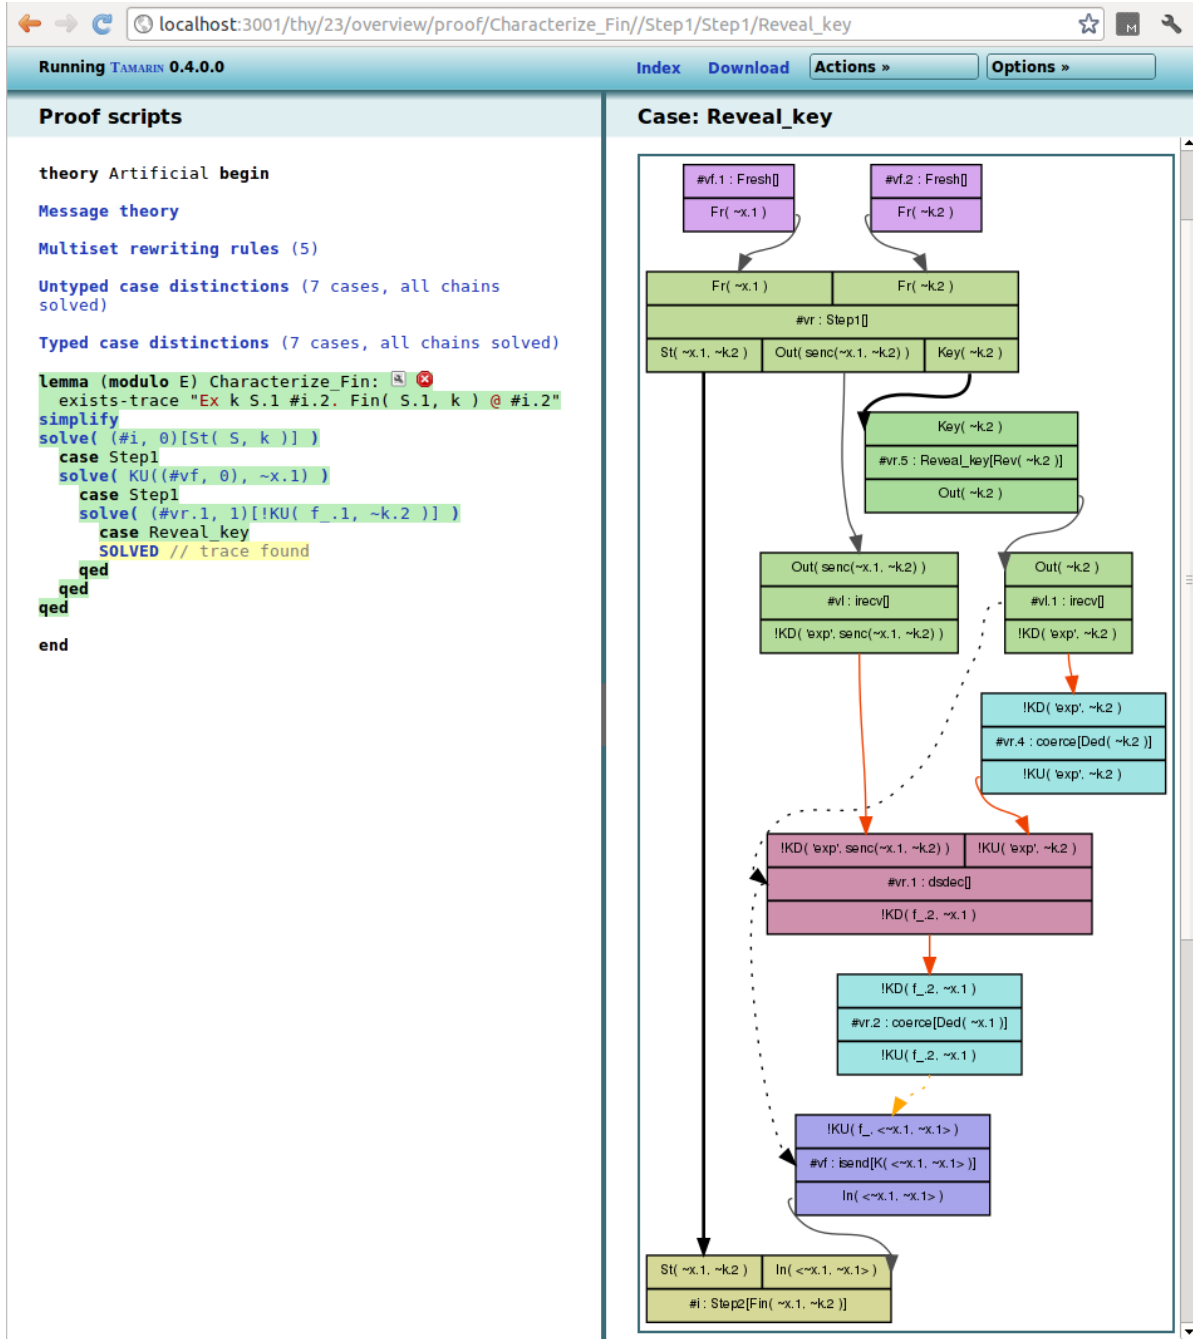 localhost:3001/thy/23/overview/proof/Characterize_Fin//Step1/Step1/Reveal_key
M
Running TAMARIN 0.4.0.0
Index Download Actions » Options »
Proof scripts
theory Artificial begin
Message theory
Multiset rewriting rules (5)
Untyped case distinctions (7 cases, all chains
solved)
Typed case distinctions (7 cases, all chains solved)
lemma (modulo E) Characterize_Fin:
exists-trace "Ex k S.1 #i.2. Fin( S.1, k ) @ #i.2"
simplify
solve( (#i, 0)[St( S, k )] )
case Step1
solve( KU((#vf, 0), ~x.1) )
case Step1
solve( (#vr.1, 1)[!KU( f_.1, ~k.2 )] )
case Reveal_key
SOLVED // trace found
qed
qed
qed
end
Case: Reveal_key
#vf.1 : Fresh[] #vf.2 : Fresh[]
Fr( ~x.1 ) Fr( ~k.2 )
Fr( ~x.1 ) Fr( ~k.2 )
#vr : Step1[]
St( ~x.1, ~k.2 ) Out( senc(~x.1, ~k.2) ) Key( ~k.2 )
Key( ~k.2 )
#vr.5 : Reveal_key[Rev( ~k.2 )]
Out( ~k.2 )
Out( senc(~x.1, ~k.2) ) Out( ~k.2 )
#vl : irecv[] #vl.1 : irecv[]
!KD( 'exp', senc(~x.1, ~k.2) ) !KD( 'exp', ~k.2 )
!KD( 'exp', ~k.2 )
#vr.4 : coerce[Ded( ~k.2 )]
!KU( 'exp', ~k.2 )
!KD( 'exp', senc(~x.1, ~k.2) ) !KU( 'exp', ~k.2 )
#vr.1 : dsdec[]
!KD( f_.2, ~x.1 )
!KD( f_.2, ~x.1 )
#vr.2 : coerce[Ded( ~x.1 )]
!KU( f_.2, ~x.1 )
!KU( f_, <~x.1, ~x.1> )
#vf : isend[K( <~x.1, ~x.1> )]
In( <~x.1, ~x.1> )
St( ~x.1, ~k.2 ) In( <~x.1, ~x.1> )
#i : Step2[Fin( ~x.1, ~k.2 )]